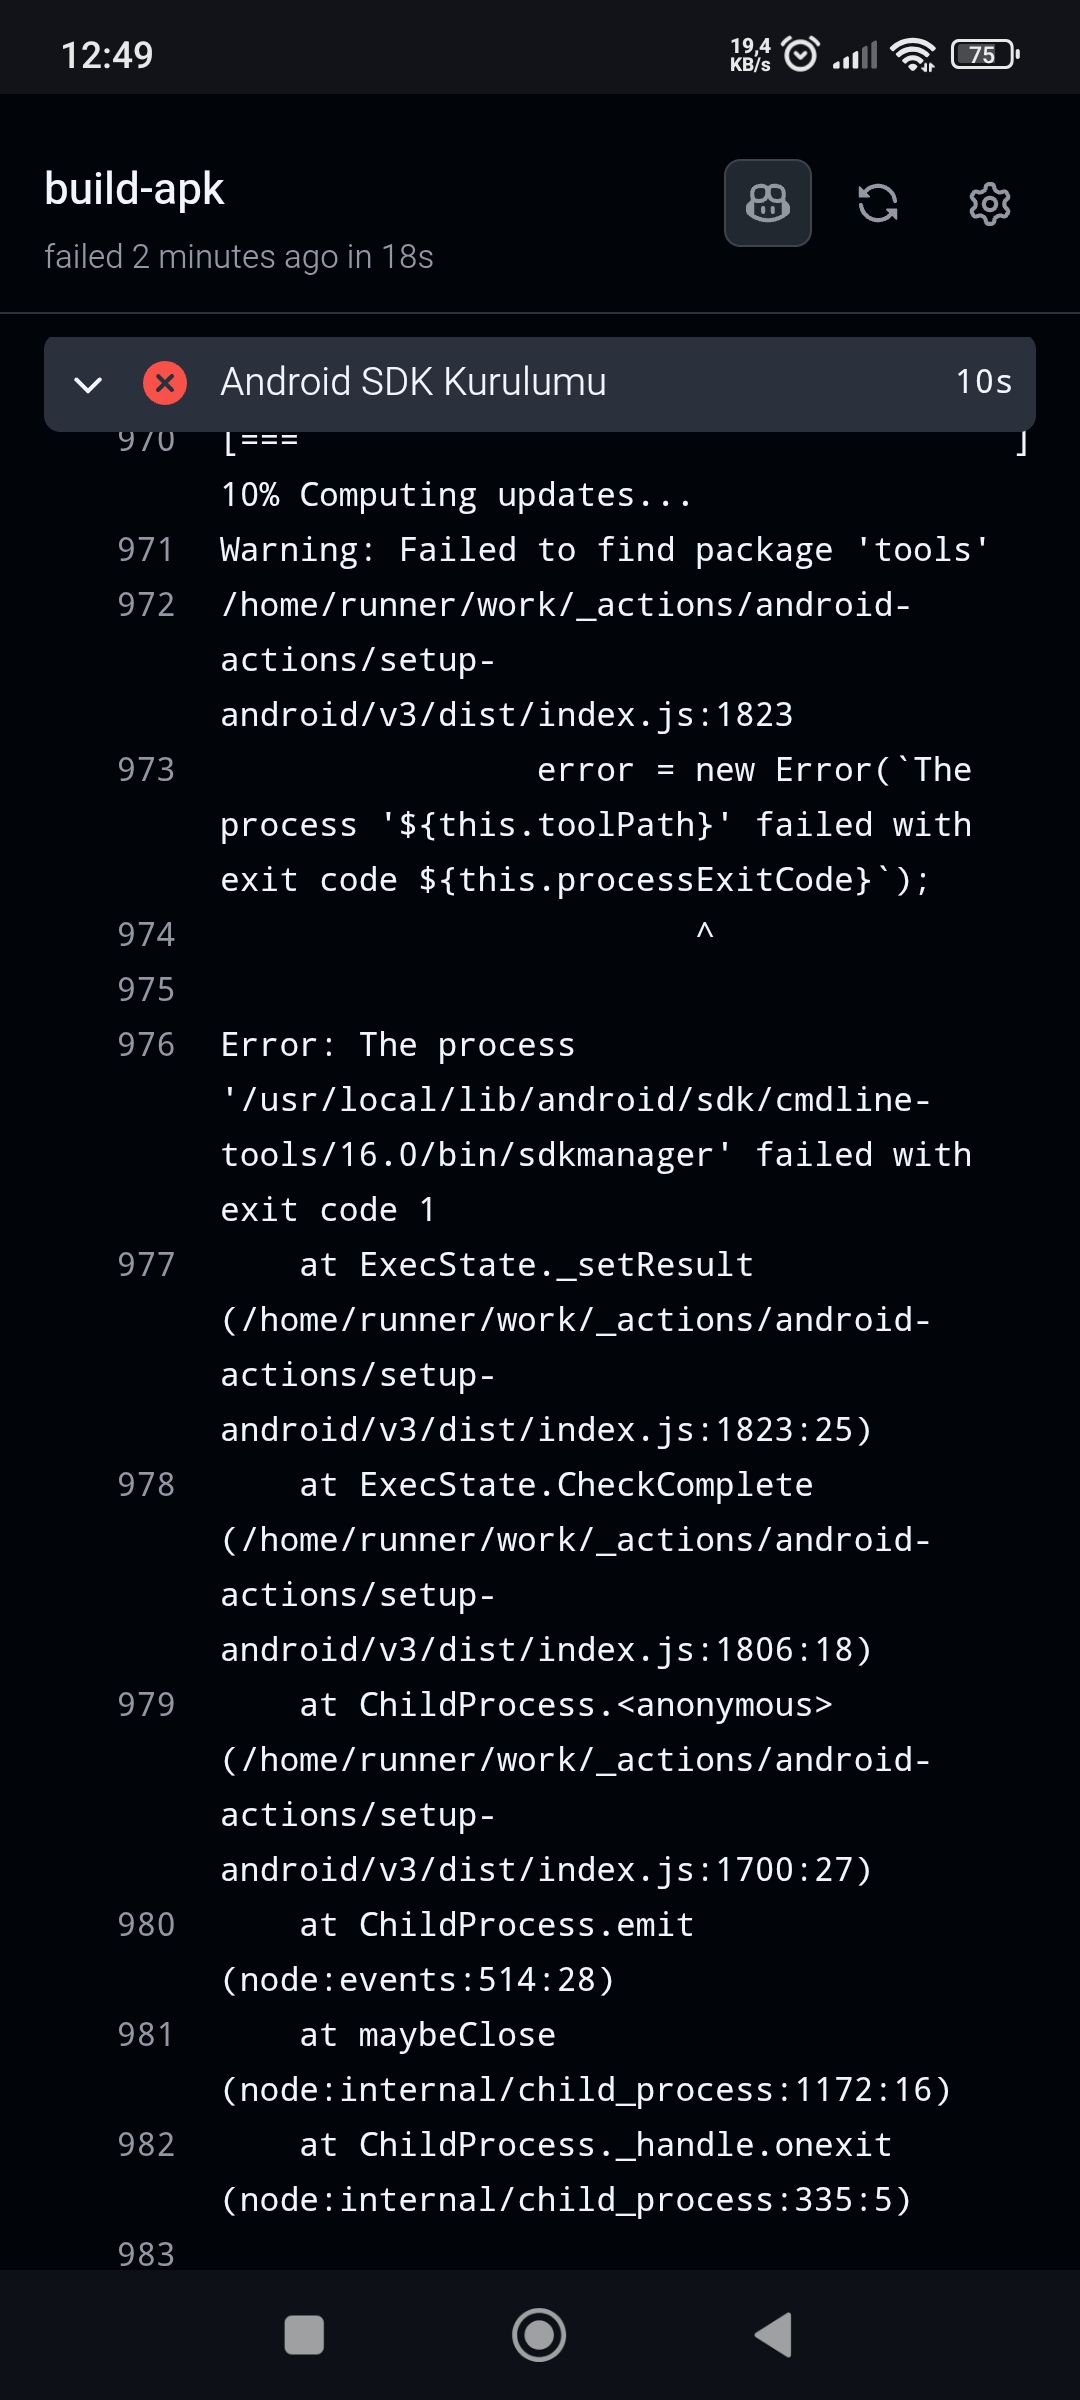 12:49
19,4
KB/s
75
build-apk
failed 2 minutes ago in 18s
Android SDK Kurulumu 10s
970 [=== ]
10% Computing updates...
971 Warning: Failed to find package 'tools'
972 /home/runner/work/_actions/android-
actions/setup-
android/v3/dist/index.js:1823
973 error = new Error(`The
process '${this.toolPath}' failed with
exit code ${this.processExitCode}`);
974 ^
975
976 Error: The process
'/usr/local/lib/android/sdk/cmdline-
tools/16.0/bin/sdkmanager' failed with
exit code 1
977 at ExecState._setResult
(/home/runner/work/_actions/android-
actions/setup-
android/v3/dist/index.js:1823:25)
978 at ExecState.CheckComplete
(/home/runner/work/_actions/android-
actions/setup-
android/v3/dist/index.js:1806:18)
979 at ChildProcess.<anonymous>
(/home/runner/work/_actions/android-
actions/setup-
android/v3/dist/index.js:1700:27)
980 at ChildProcess.emit
(node:events:514:28)
981 at maybeClose
(node:internal/child_process:1172:16)
982 at ChildProcess._handle.onexit
(node:internal/child_process:335:5)
983